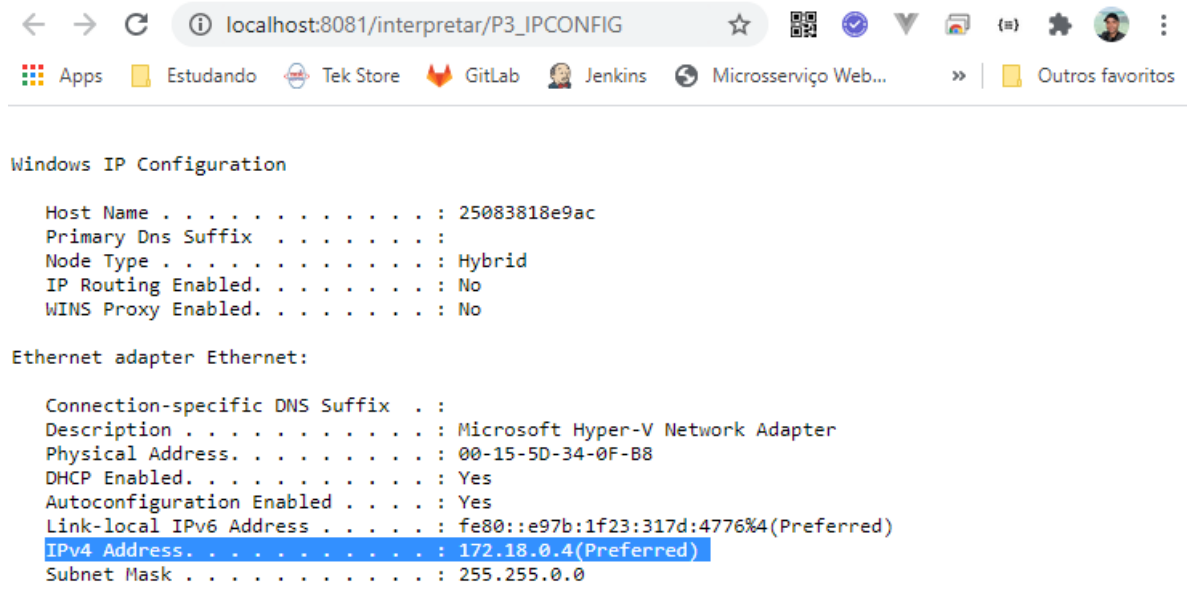 localhost:8081/interpretar/P3_IPCONFIG
Apps Estudando Tek Store GitLab Jenkins Microsserviço Web... » Outros favoritos
Windows IP Configuration
Host Name . . . . . . . . . . . . : 25083818e9ac
Primary Dns Suffix  . . . . . . . :
Node Type . . . . . . . . . . . . : Hybrid
IP Routing Enabled. . . . . . . . : No
WINS Proxy Enabled. . . . . . . . : No
Ethernet adapter Ethernet:
Connection-specific DNS Suffix  . :
Description . . . . . . . . . . . : Microsoft Hyper-V Network Adapter
Physical Address. . . . . . . . . : 00-15-5D-34-0F-B8
DHCP Enabled. . . . . . . . . . . : Yes
Autoconfiguration Enabled . . . . : Yes
Link-local IPv6 Address . . . . . : fe80::e97b:1f23:317d:4776%4(Preferred)
IPv4 Address. . . . . . . . . . . : 172.18.0.4(Preferred)
Subnet Mask . . . . . . . . . . . : 255.255.0.0